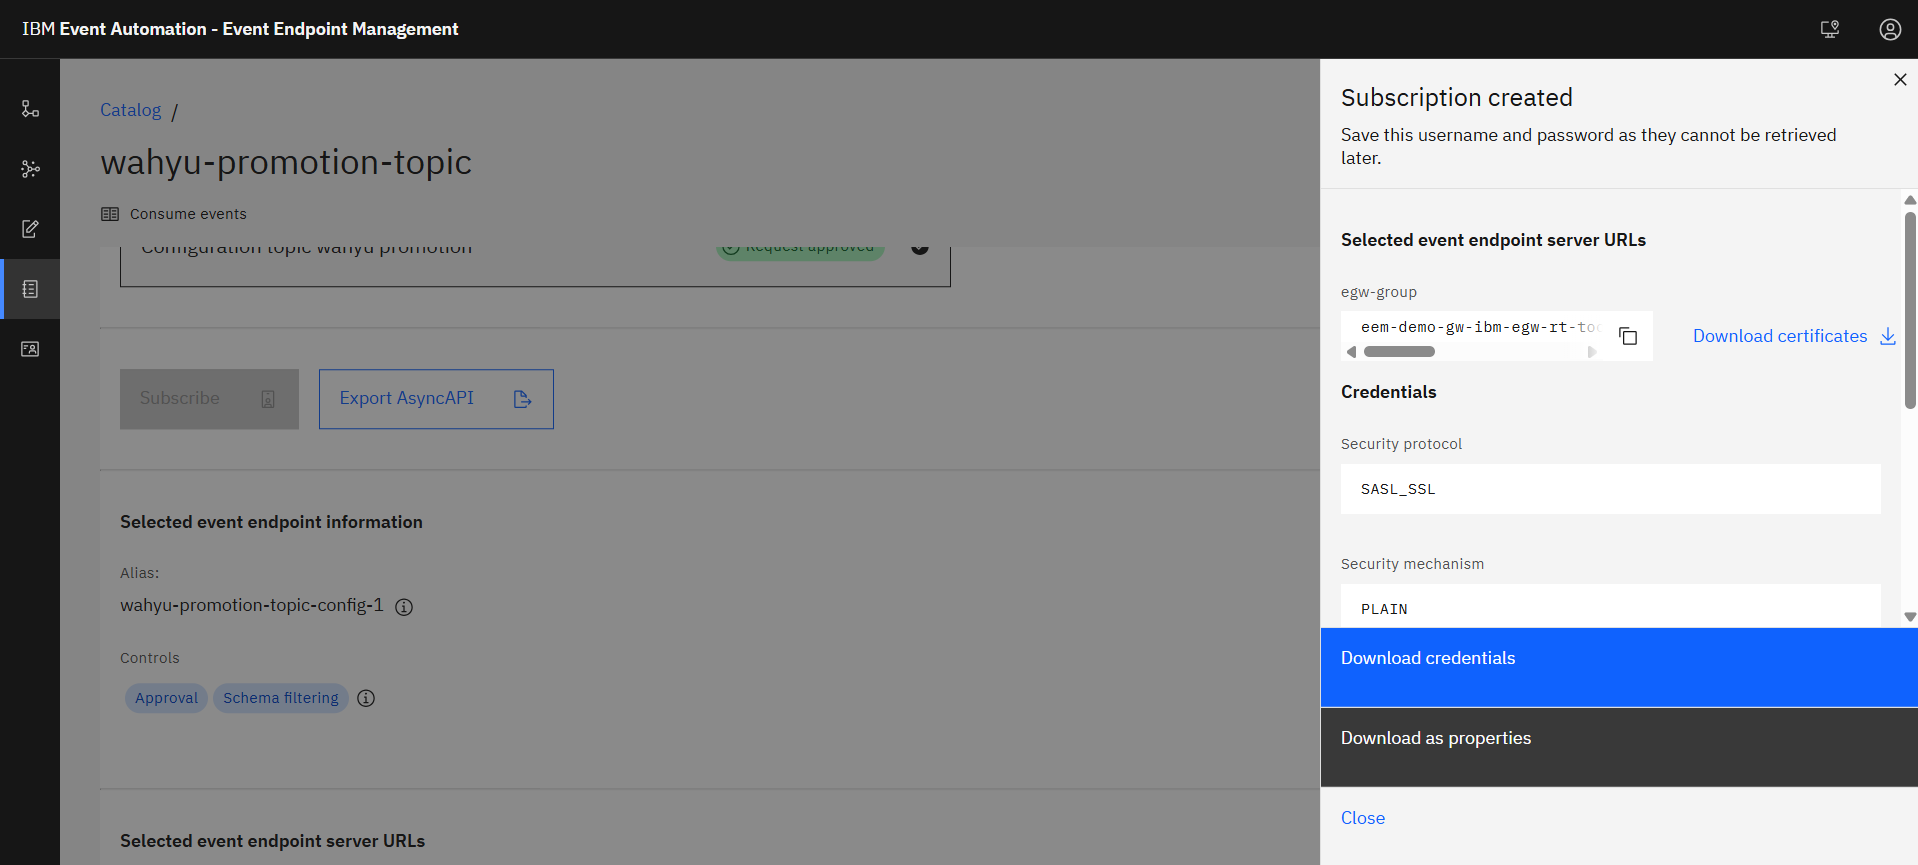 IBM Event Automation - Event Endpoint Management
Catalog /
wahyu-promotion-topic
Consume events
Configuration topic wahyu promotion
Request approved
Subscribe
Export AsyncAPI
Selected event endpoint information
Alias:
wahyu-promotion-topic-config-1
Controls
Approval
Schema filtering
Selected event endpoint server URLs
Subscription created
Save this username and password as they cannot be retrieved
later.
Selected event endpoint server URLs
egw-group
eem-demo-gw-ibm-egw-rt-too
Download certificates
Credentials
Security protocol
SASL_SSL
Security mechanism
PLAIN
Download credentials
Download as properties
Close